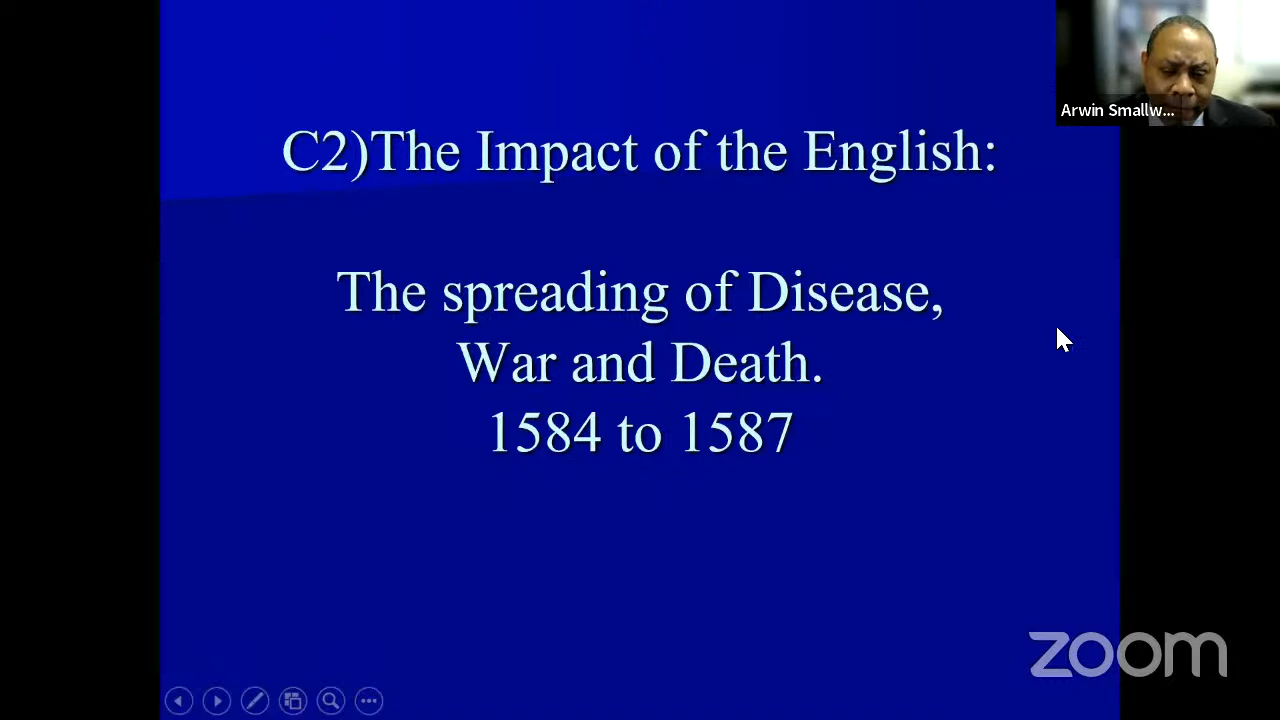 Arwin Smallw...
C2)The Impact of the English:
The spreading of Disease,
War and Death.
1584 to 1587
zoom